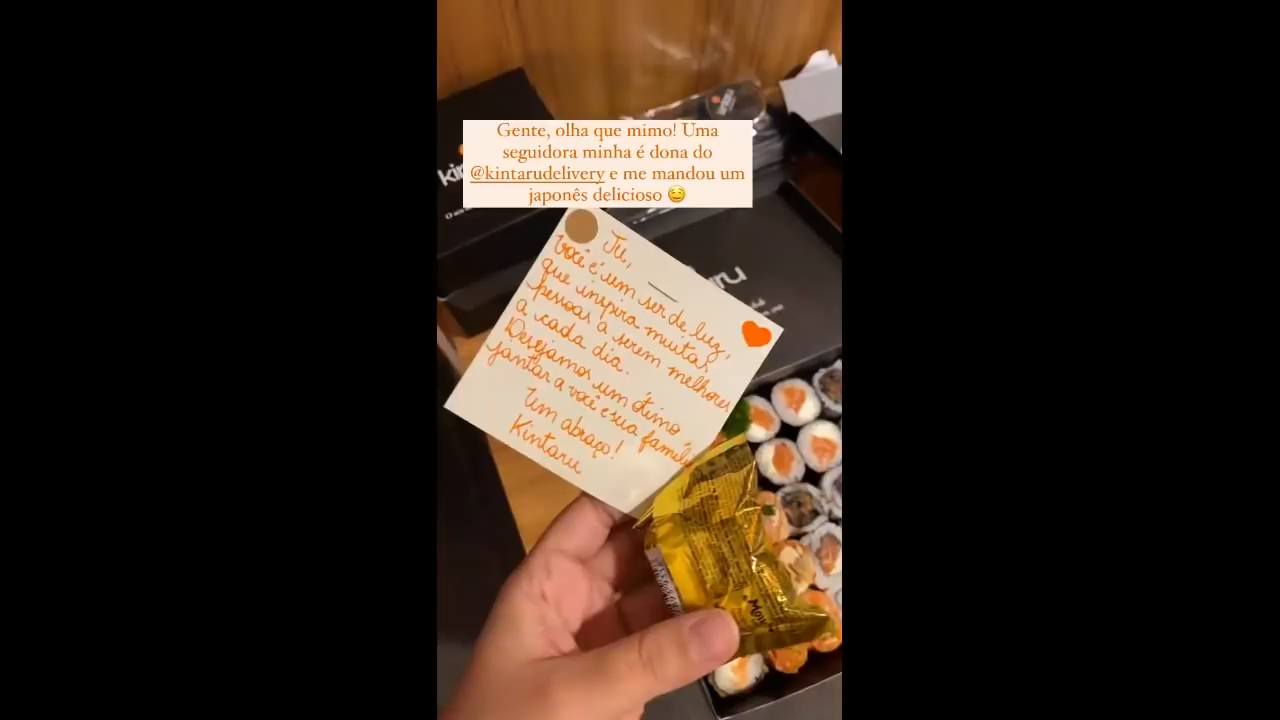 Gente, olha que mimo! Uma
seguidora minha é dona do
@kintarudelivery e me mandou um
japonês delicioso
Ju,
Você é um ser de luz,
que inspira muitas
pessoas a serem melhores
a cada dia.
Desejamos um ótimo
jantar a você e sua família
Um abraço!
Kintaru